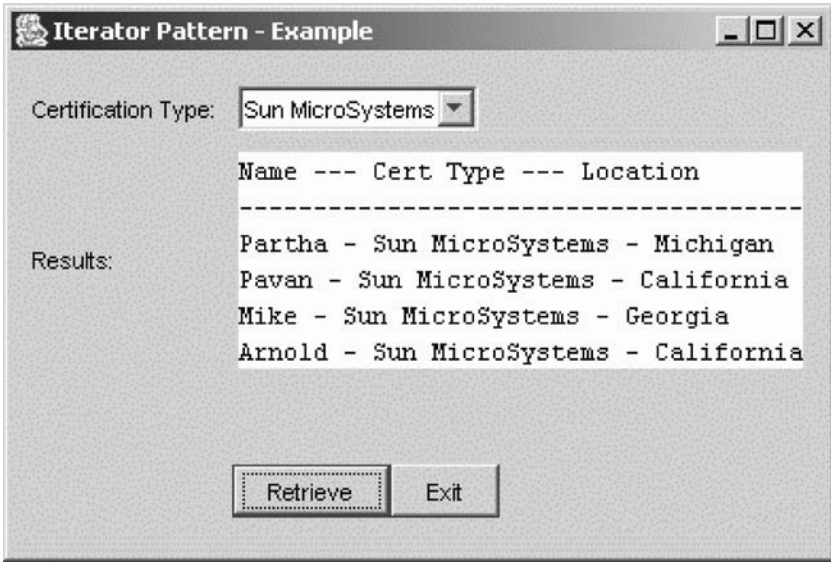 Iterator Pattern - Example
Certification Type: Sun MicroSystems
Name --- Cert Type --- Location
--------------------------------------
Results:
Partha - Sun MicroSystems - Michigan
Pavan - Sun MicroSystems - California
Mike - Sun MicroSystems - Georgia
Arnold - Sun MicroSystems - California
Retrieve Exit